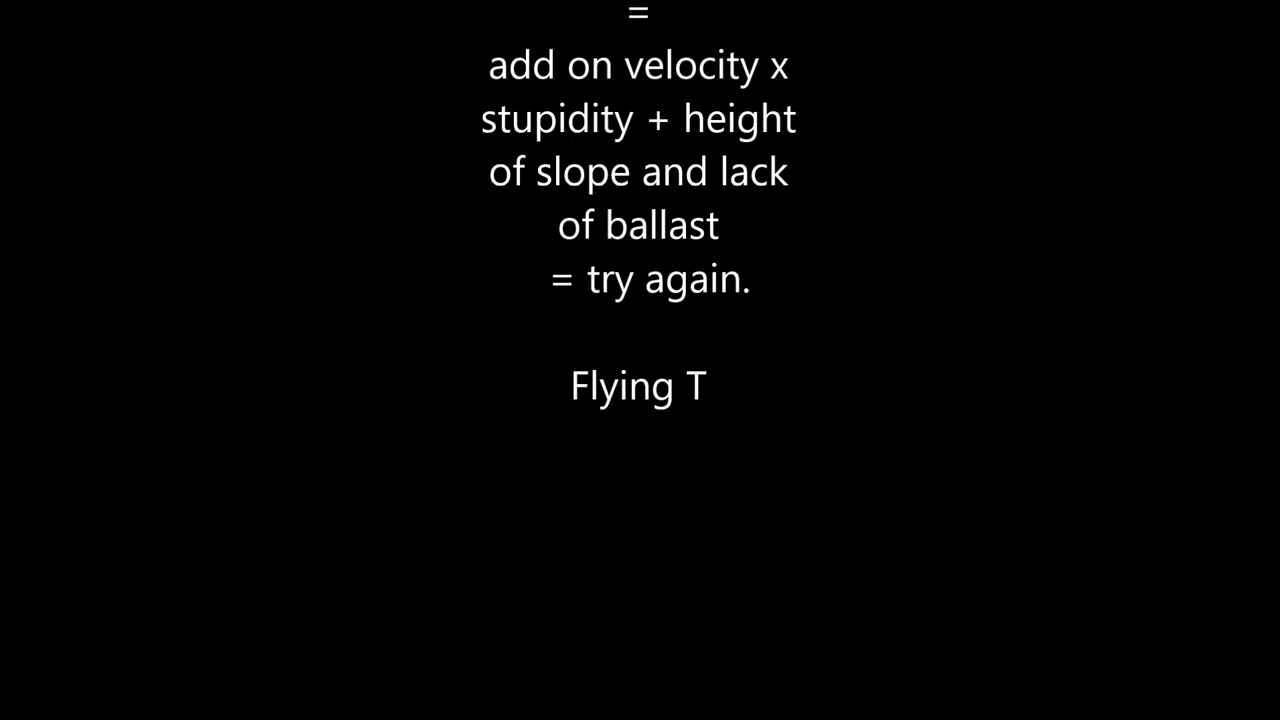 =
add on velocity x
stupidity + height
of slope and lack
of ballast
= try again.
Flying T